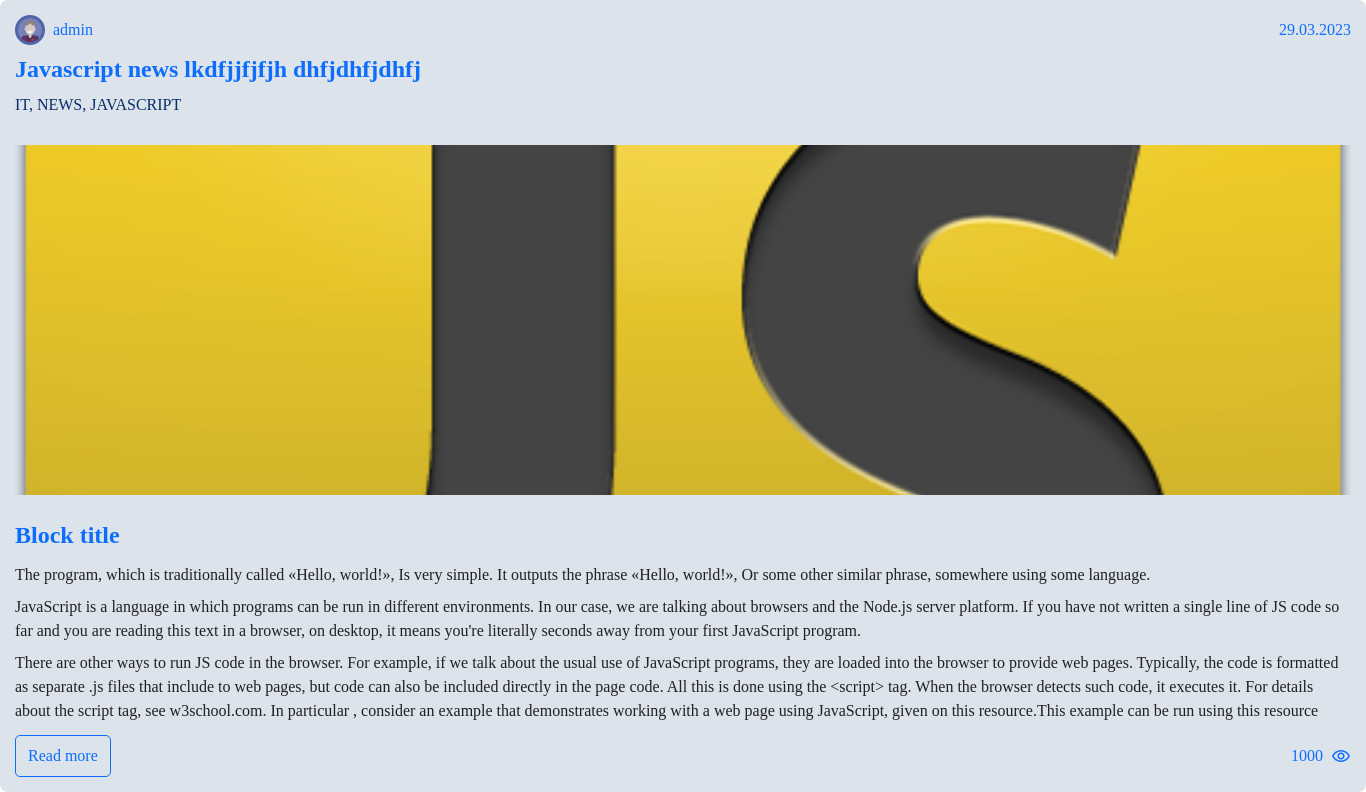 admin
29.03.2023
Javascript news lkdfjjfjfjh dhfjdhfjdhfj
IT, NEWS, JAVASCRIPT
JS
Block title
The program, which is traditionally called «Hello, world!», Is very simple. It outputs the phrase «Hello, world!», Or some other similar phrase, somewhere using some language.
JavaScript is a language in which programs can be run in different environments. In our case, we are talking about browsers and the Node.js server platform. If you have not written a single line of JS code so
far and you are reading this text in a browser, on desktop, it means you're literally seconds away from your first JavaScript program.
There are other ways to run JS code in the browser. For example, if we talk about the usual use of JavaScript programs, they are loaded into the browser to provide web pages. Typically, the code is formatted
as separate .js files that include to web pages, but code can also be included directly in the page code. All this is done using the <script> tag. When the browser detects such code, it executes it. For details
about the script tag, see w3school.com. In particular , consider an example that demonstrates working with a web page using JavaScript, given on this resource.This example can be run using this resource
Read more
1000